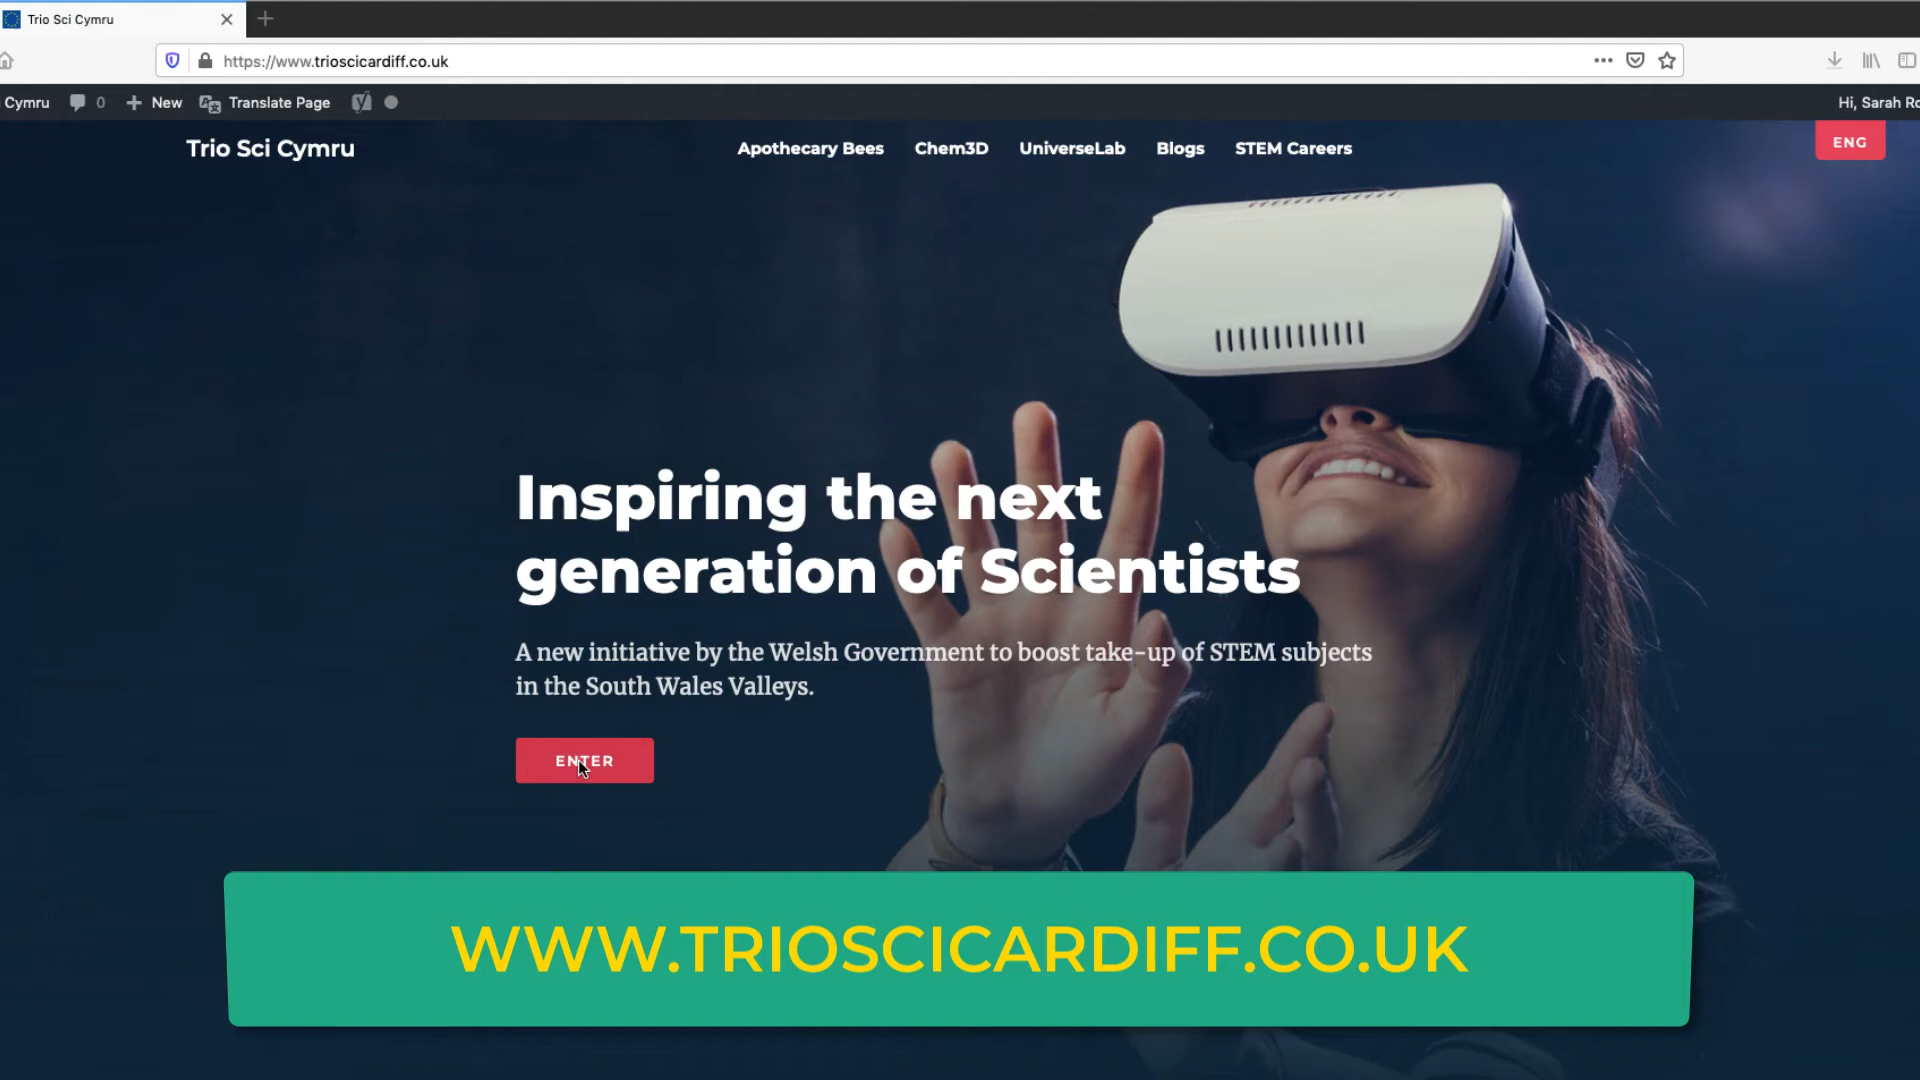 Trio Sci Cymru
https://www.trioscicardiff.co.uk
Cymru 0 New Translate Page Hi, Sarah
Trio Sci Cymru Apothecary Bees Chem3D UniverseLab Blogs STEM Careers ENG
Inspiring the next
generation of Scientists
A new initiative by the Welsh Government to boost take-up of STEM subjects
in the South Wales Valleys.
ENTER
WWW.TRIOSCICARDIFF.CO.UK